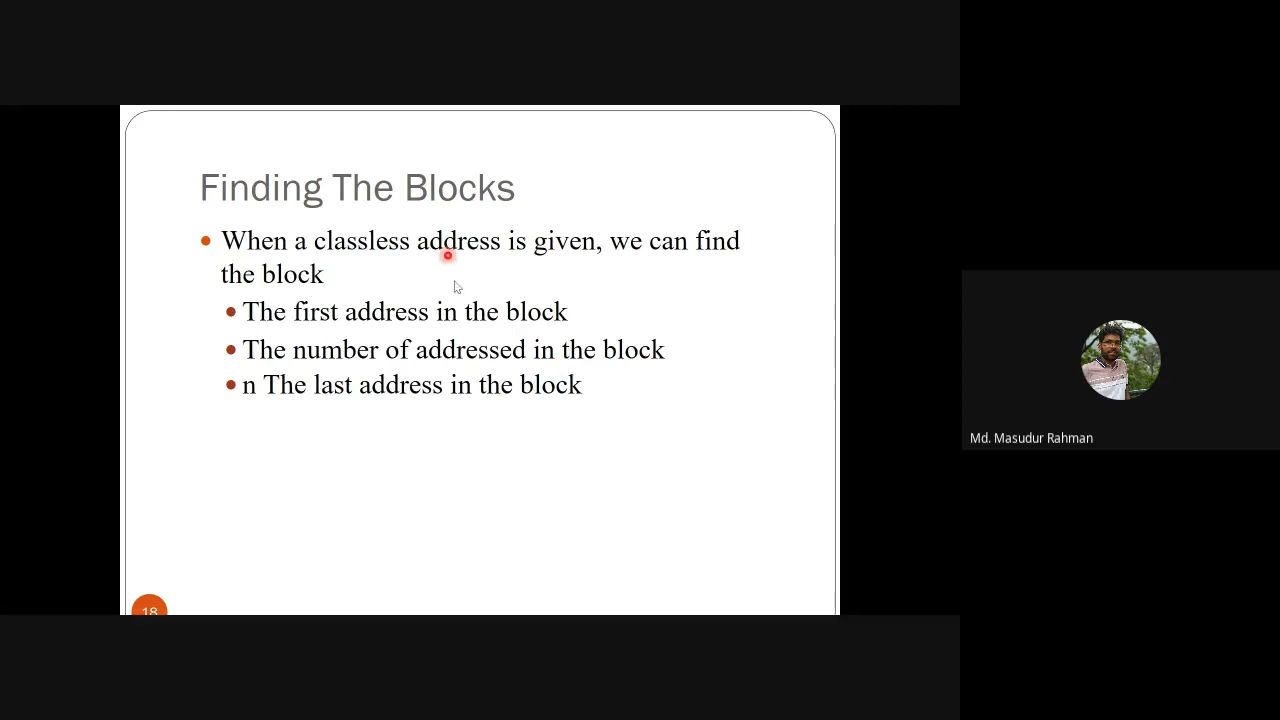 Finding The Blocks
When a classless address is given, we can find
the block
The first address in the block
The number of addressed in the block
n The last address in the block
18
Md. Masudur Rahman